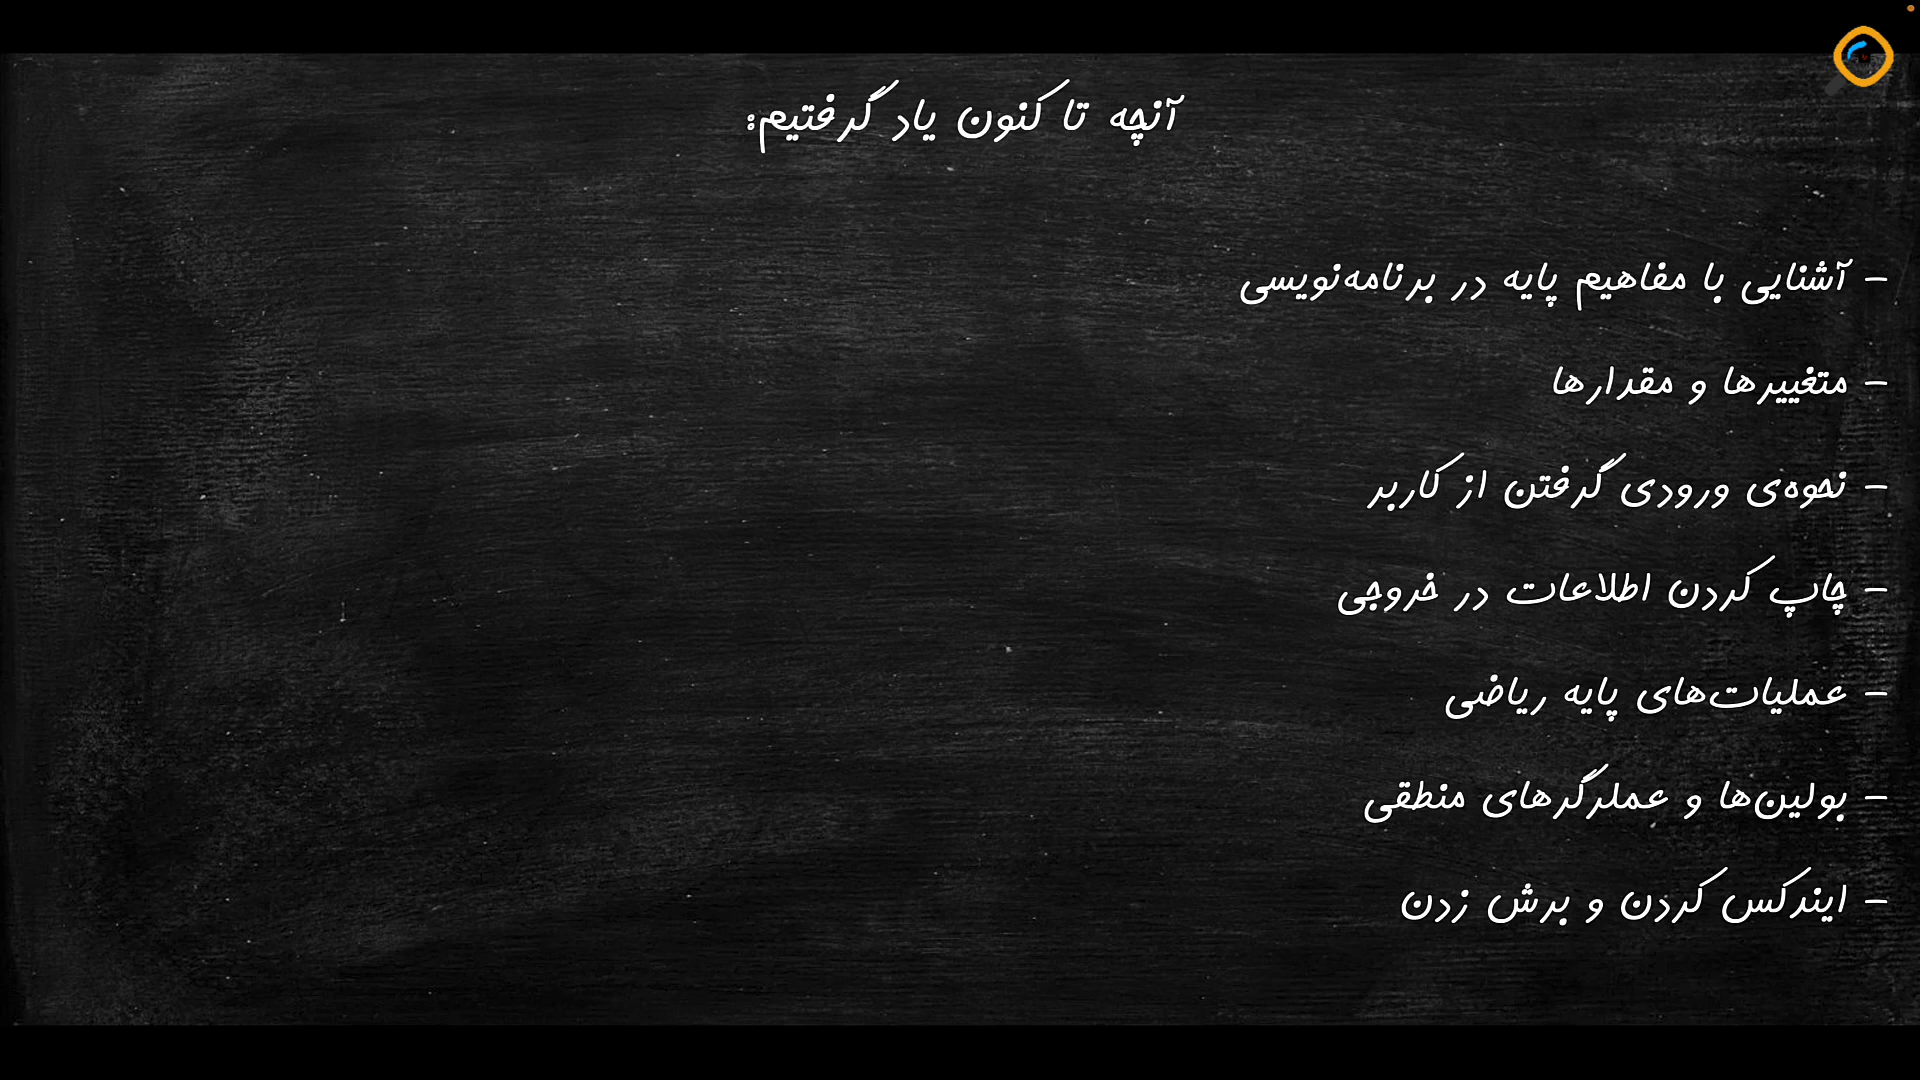 آنچه تا کنون یاد گرفتیم:
- آشنایی با مفاهیم پایه در برنامه‌نویسی
- متغییرها و مقدارها
- نحوه‌ی ورودی گرفتن از کاربر
- چاپ کردن اطلاعات در خروجی
- عملیات‌های پایه ریاضی
- بولین‌ها و عملرگرهای منطقی
- ایندکس کردن و برش زدن